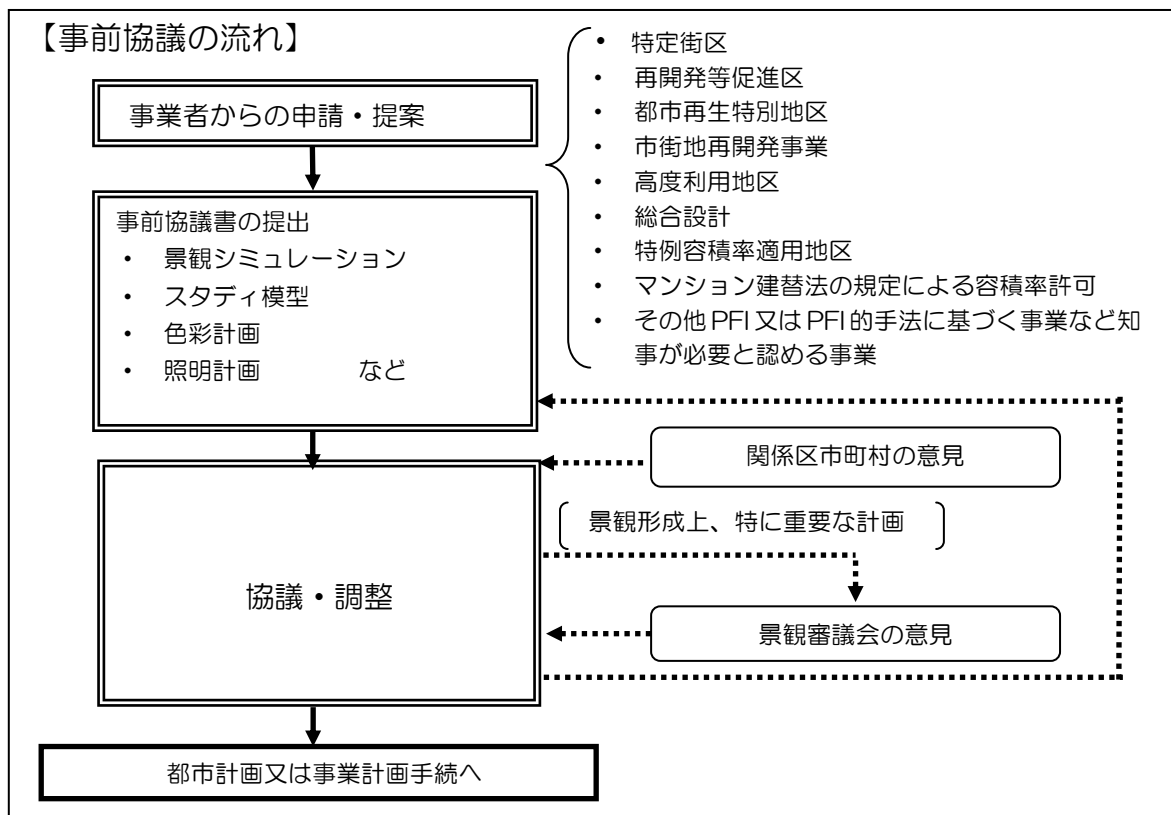 【事前協議の流れ】
事業者からの申請・提案
・ 特定街区
・ 再開発等促進区
・ 都市再生特別地区
・ 市街地再開発事業
・ 高度利用地区
・ 総合設計
・ 特例容積率適用地区
・ マンション建替法の規定による容積率許可
・ その他 PFI 又は PFI 的手法に基づく事業など知
事が必要と認める事業
事前協議書の提出
・ 景観シミュレーション
・ スタディ模型
・ 色彩計画
・ 照明計画 など
関係区市町村の意見
景観形成上、特に重要な計画
協議・調整
景観審議会の意見
都市計画又は事業計画手続へ